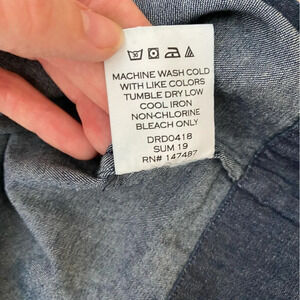 MACHINE WASH COLD
WITH LIKE COLORS
TUMBLE DRY LOW
COOL IRON
NON-CHLORINE
BLEACH ONLY
DRD0418
SUM 19
RN# 147487